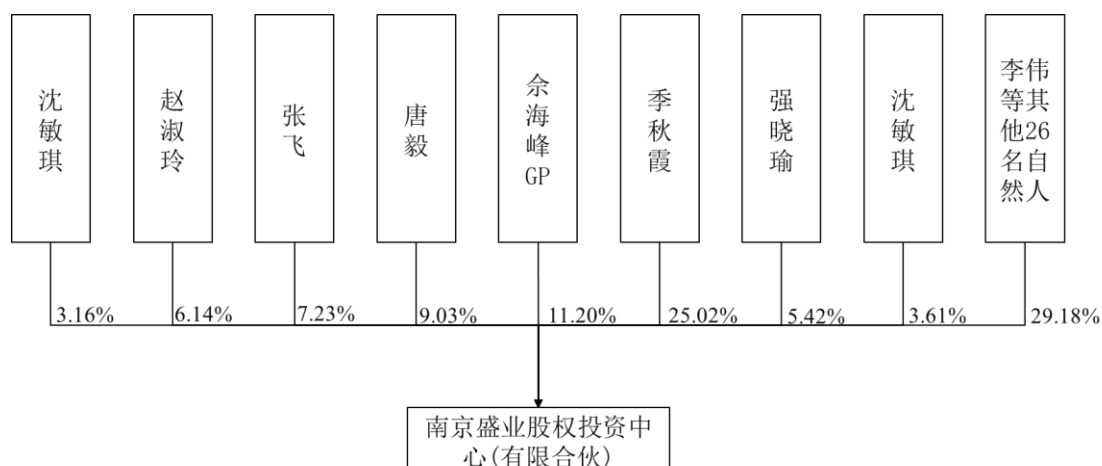 沈敏琪
赵淑玲
张飞
唐毅
佘海峰GP
季秋霞
强晓瑜
沈敏琪
李伟
等其
他26
名自
然人
3.16%
6.14%
7.23%
9.03%
11.20%
25.02%
5.42%
3.61%
29.18%
南京盛业股权投资中
心(有限合伙)